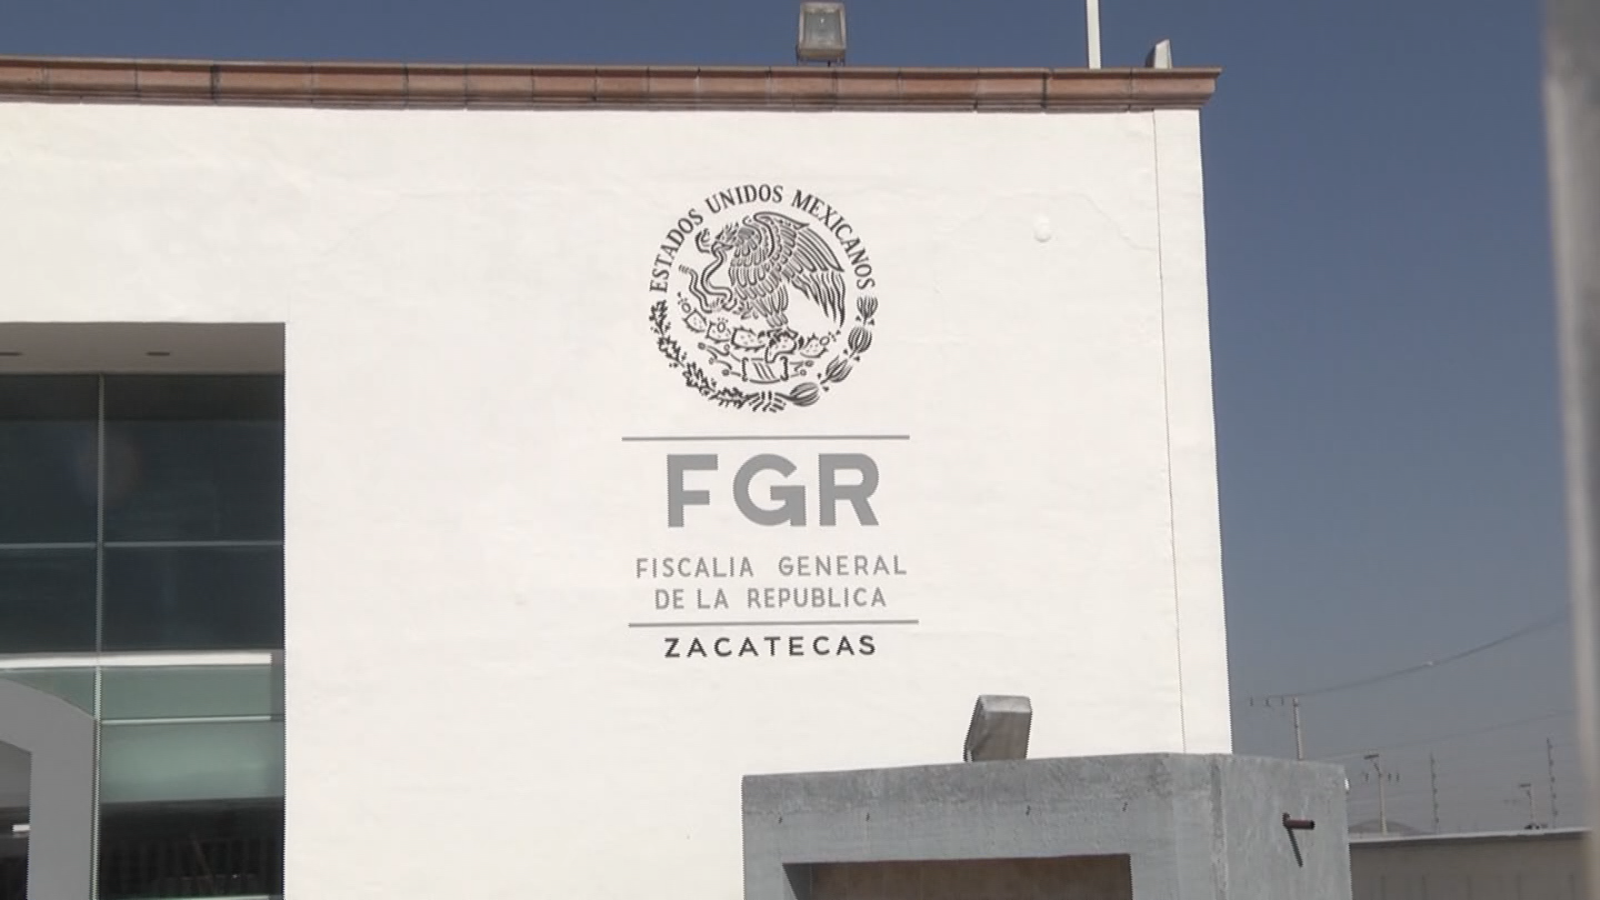 ESTADOS UNIDOS MEXICANOS
FGR
FISCALIA GENERAL
DE LA REPUBLICA
ZACATECAS